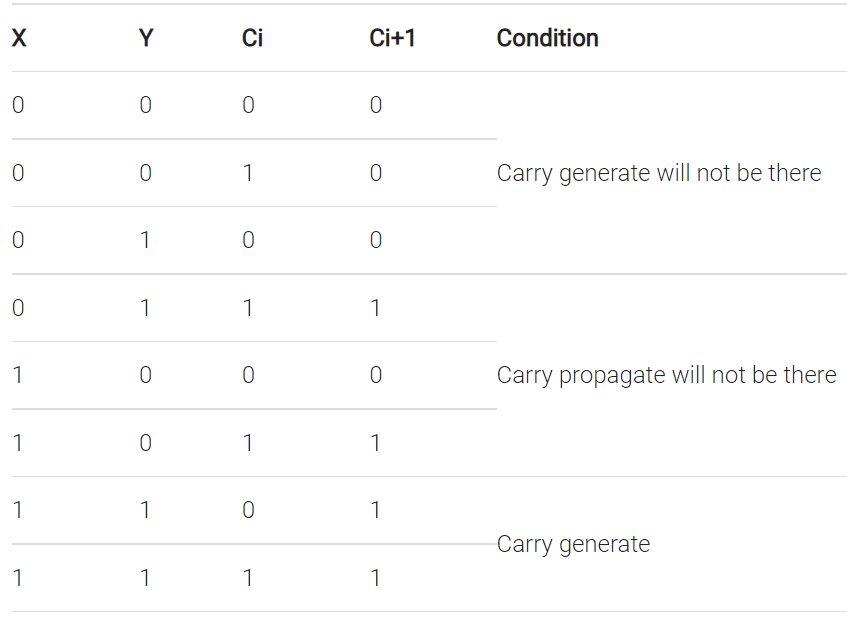 X Y Ci Ci+1 Condition
0 0 0 0
0 0 1 0 Carry generate will not be there
0 1 0 0
0 1 1 1
1 0 0 0 Carry propagate will not be there
1 0 1 1
1 1 0 1
Carry generate
1 1 1 1